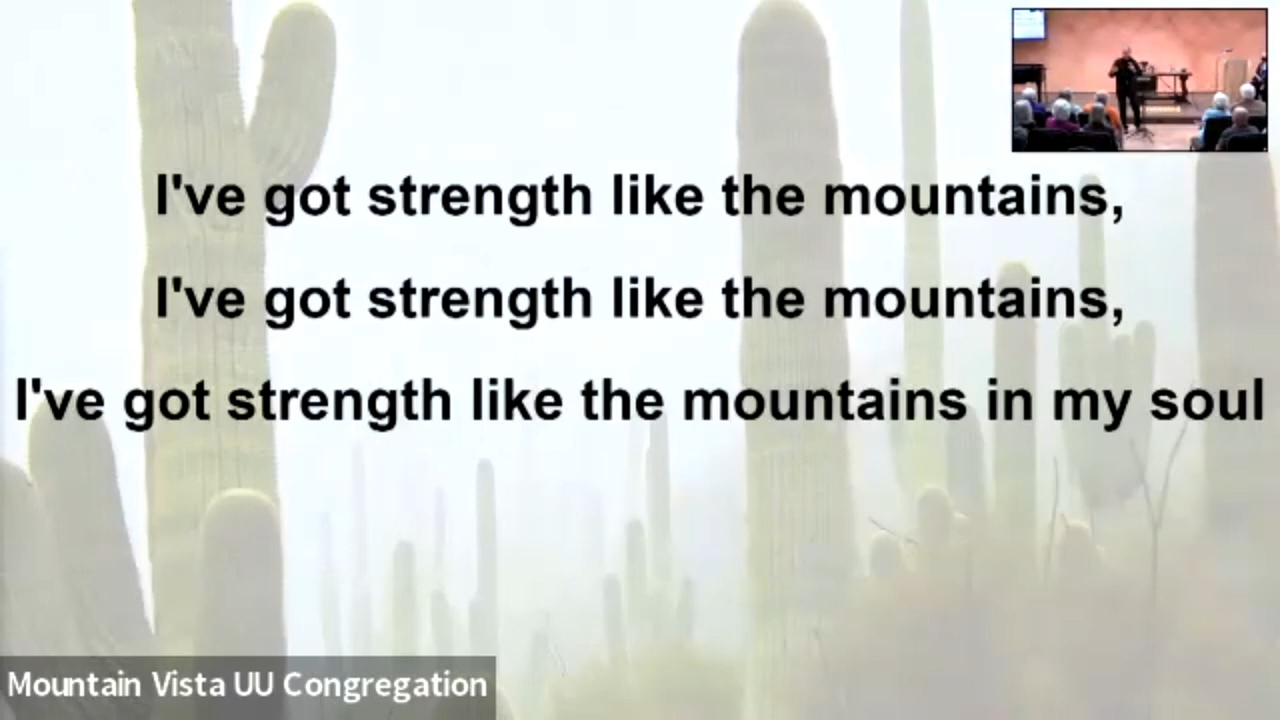 I've got strength like the mountains,
I've got strength like the mountains,
I've got strength like the mountains in my soul
Mountain Vista UU Congregation